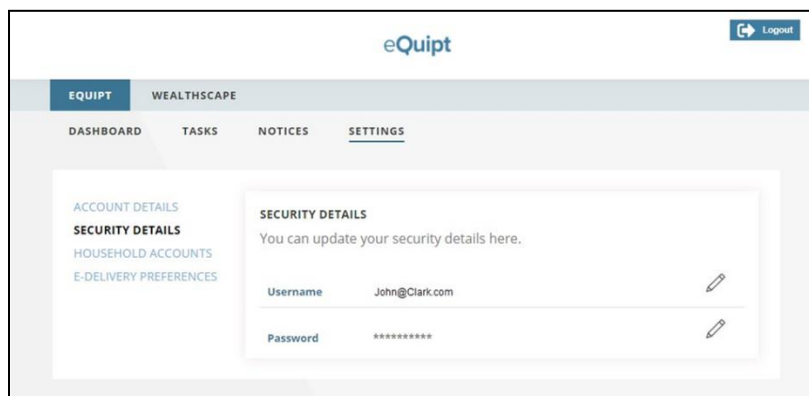 eQuipt
Logout
EQUIPT WEALTHSCAPE
DASHBOARD TASKS NOTICES SETTINGS
ACCOUNT DETAILS
SECURITY DETAILS
HOUSEHOLD ACCOUNTS
E-DELIVERY PREFERENCES
SECURITY DETAILS
You can update your security details here.
Username John@Clark.com
Password **********